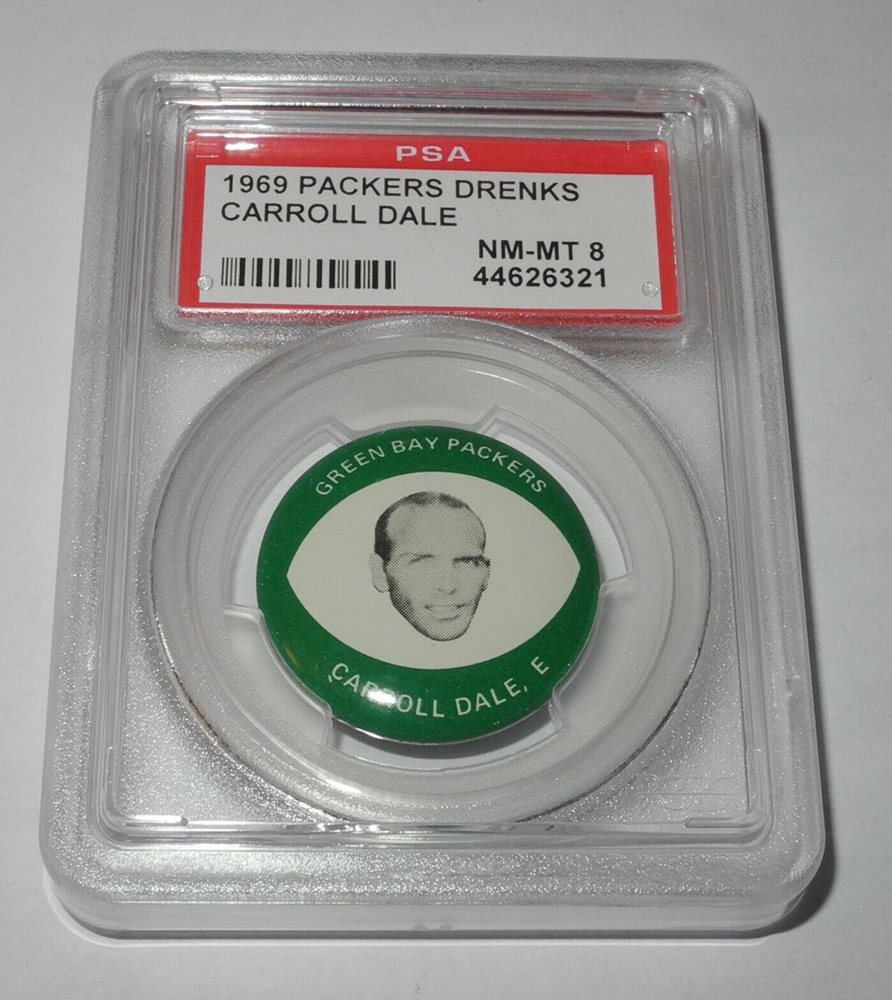 PSA
1969 PACKERS DRENKS
CARROLL DALE
NM-MT 8
44626321
GREEN BAY PACKERS
CARROLL DALE, E